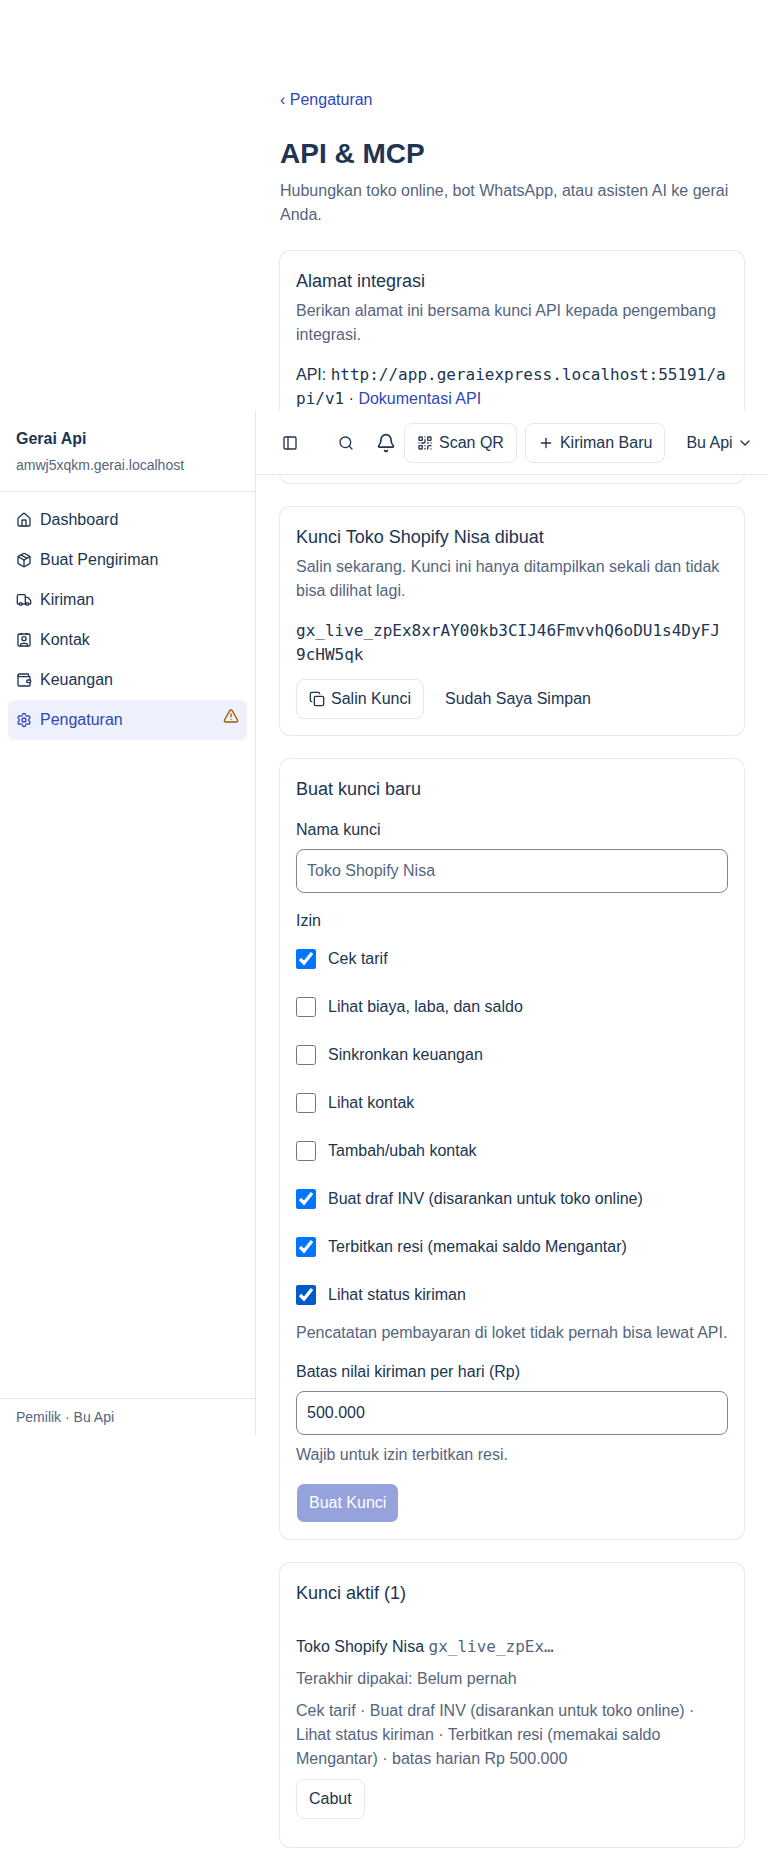 ‹ Pengaturan
API & MCP
Hubungkan toko online, bot WhatsApp, atau asisten AI ke gerai
Anda.
Alamat integrasi
Berikan alamat ini bersama kunci API kepada pengembang
integrasi.
API: http://app.geraiexpress.localhost:55191/a
pi/v1 · Dokumentasi API
Gerai Api
amwj5xqkm.gerai.localhost
Scan QR
Kiriman Baru
Bu Api
Dashboard
Buat Pengiriman
Kiriman
Kontak
Keuangan
Pengaturan
Kunci Toko Shopify Nisa dibuat
Salin sekarang. Kunci ini hanya ditampilkan sekali dan tidak
bisa dilihat lagi.
gx_live_zpEx8xrAY00kb3CIJ46FmvvhQ6oDU1s4DyFJ
9cHW5qk
Salin Kunci
Sudah Saya Simpan
Buat kunci baru
Nama kunci
Toko Shopify Nisa
Izin
Cek tarif
Lihat biaya, laba, dan saldo
Sinkronkan keuangan
Lihat kontak
Tambah/ubah kontak
Buat draf INV (disarankan untuk toko online)
Terbitkan resi (memakai saldo Mengantar)
Lihat status kiriman
Pencatatan pembayaran di loket tidak pernah bisa lewat API.
Batas nilai kiriman per hari (Rp)
500.000
Wajib untuk izin terbitkan resi.
Buat Kunci
Pemilik · Bu Api
Kunci aktif (1)
Toko Shopify Nisa gx_live_zpEx…
Terakhir dipakai: Belum pernah
Cek tarif · Buat draf INV (disarankan untuk toko online) ·
Lihat status kiriman · Terbitkan resi (memakai saldo
Mengantar) · batas harian Rp 500.000
Cabut